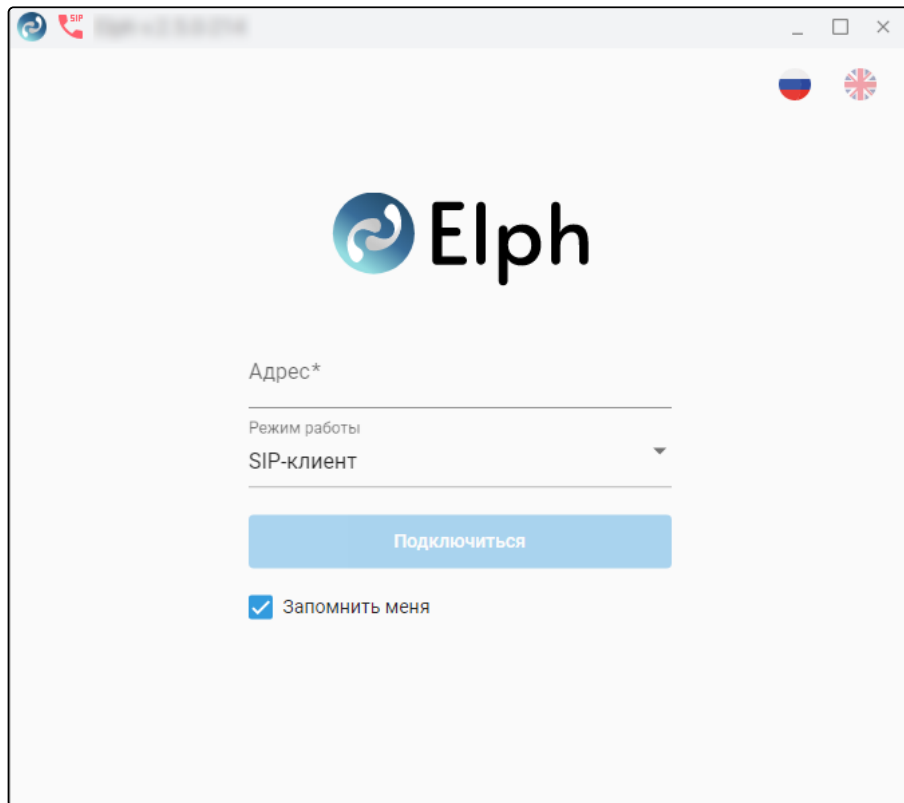 SIP
Elph
Адрес*
Режим работы
SIP-клиент
Подключиться
Запомнить меня